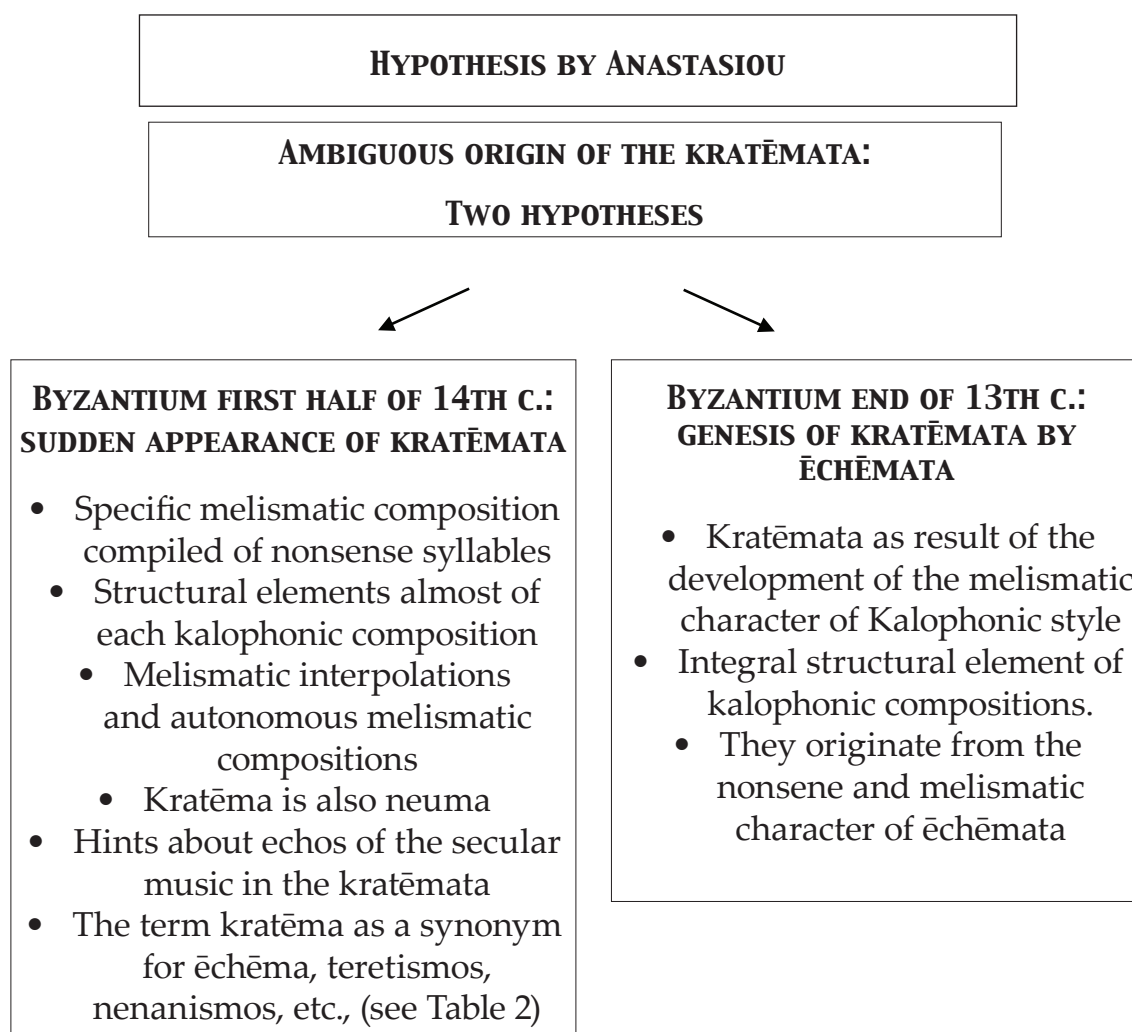 Hypothesis by Anastasiou
Ambiguous origin of the kratēmata:
Two hypotheses
Byzantium first half of 14th c.:
sudden appearance of kratēmata
• Specific melismatic composition
compiled of nonsense syllables
• Structural elements almost of
each kalophonic composition
• Melismatic interpolations
and autonomous melismatic
compositions
• Kratēma is also neuma
• Hints about echos of the secular
music in the kratēmata
• The term kratēma as a synonym
for ēchēma, teretismos,
nenanismos, etc., (see Table 2)
Byzantium end of 13th c.:
genesis of kratēmata by
ēchēmata
• Kratēmata as result of the
development of the melismatic
character of Kalophonic style
• Integral structural element of
kalophonic compositions.
• They originate from the
nonsene and melismatic
character of ēchēmata